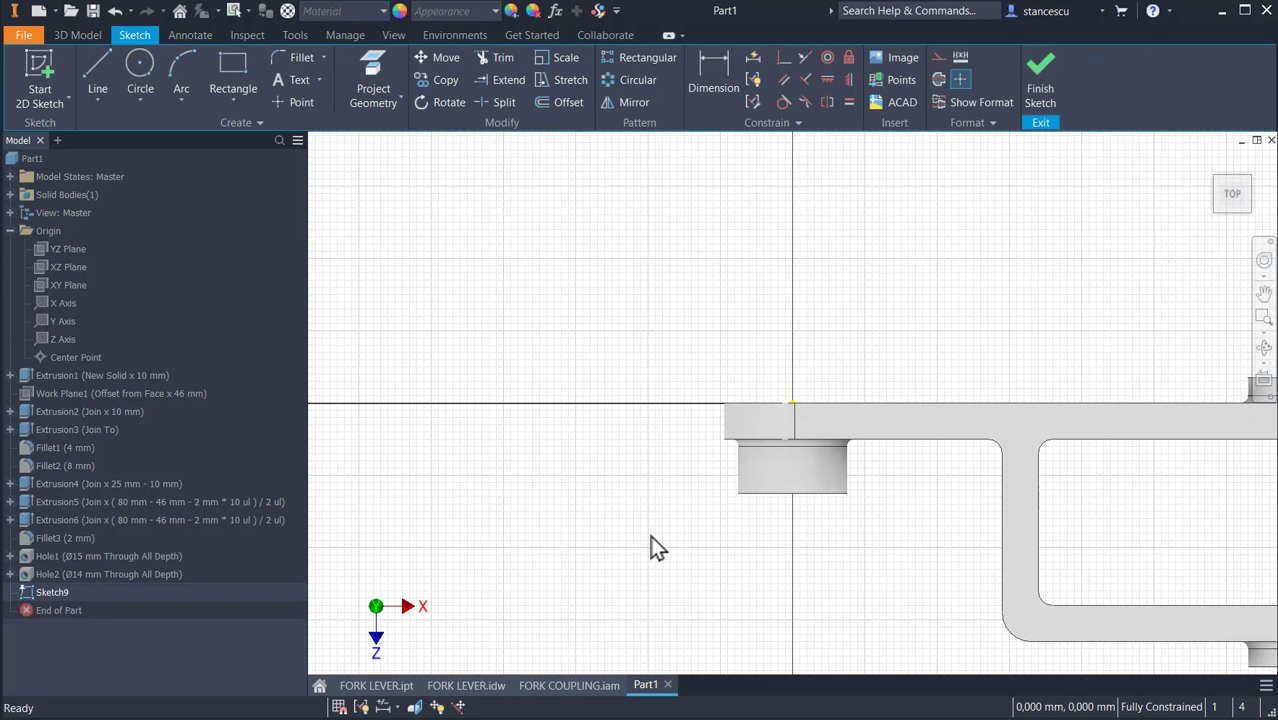 Material
Appearance
Part1
Search Help & Commands...
stancescu
File
3D Model
Sketch
Annotate
Inspect
Tools
Manage
View
Environments
Get Started
Collaborate
Start
2D Sketch
Line
Circle
Arc
Rectangle
Fillet
Text
Point
Project
Geometry
Move
Copy
Rotate
Trim
Extend
Split
Scale
Stretch
Offset
Rectangular
Circular
Mirror
Dimension
Image
Points
ACAD
Show Format
Finish
Sketch
Sketch
Create
Modify
Pattern
Constrain
Insert
Format
Exit
Model
Part1
Model States: Master
Solid Bodies(1)
View: Master
Origin
YZ Plane
XZ Plane
XY Plane
X Axis
Y Axis
Z Axis
Center Point
Extrusion1 (New Solid x 10 mm)
Work Plane1 (Offset from Face x 46 mm)
Extrusion2 (Join x 10 mm)
Extrusion3 (Join To)
Fillet1 (4 mm)
Fillet2 (8 mm)
Extrusion4 (Join x 25 mm - 10 mm)
Extrusion5 (Join x ( 80 mm - 46 mm - 2 mm * 10 ul ) / 2 ul)
Extrusion6 (Join x ( 80 mm - 46 mm - 2 mm * 10 ul ) / 2 ul)
Fillet3 (2 mm)
Hole1 (Ø15 mm Through All Depth)
Hole2 (Ø14 mm Through All Depth)
Sketch9
End of Part
TOP
X
Z
FORK LEVER.ipt
FORK LEVER.idw
FORK COUPLING.iam
Part1
Ready
0,000 mm, 0,000 mm
Fully Constrained
1
4